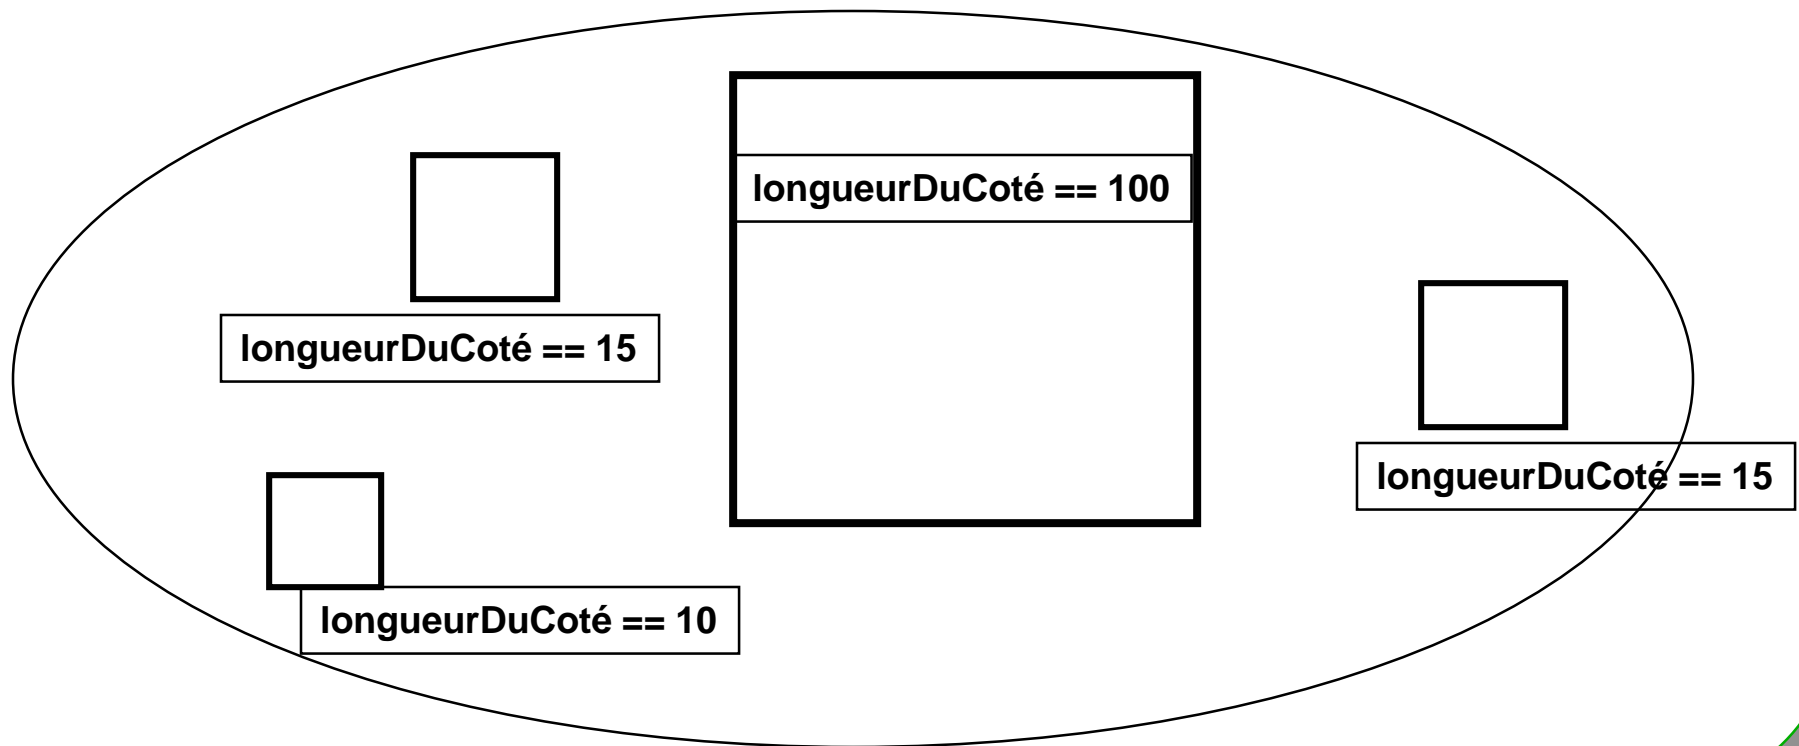 longueurDuCoté == 100
longueurDuCoté == 15
longueurDuCoté == 15
longueurDuCoté == 10